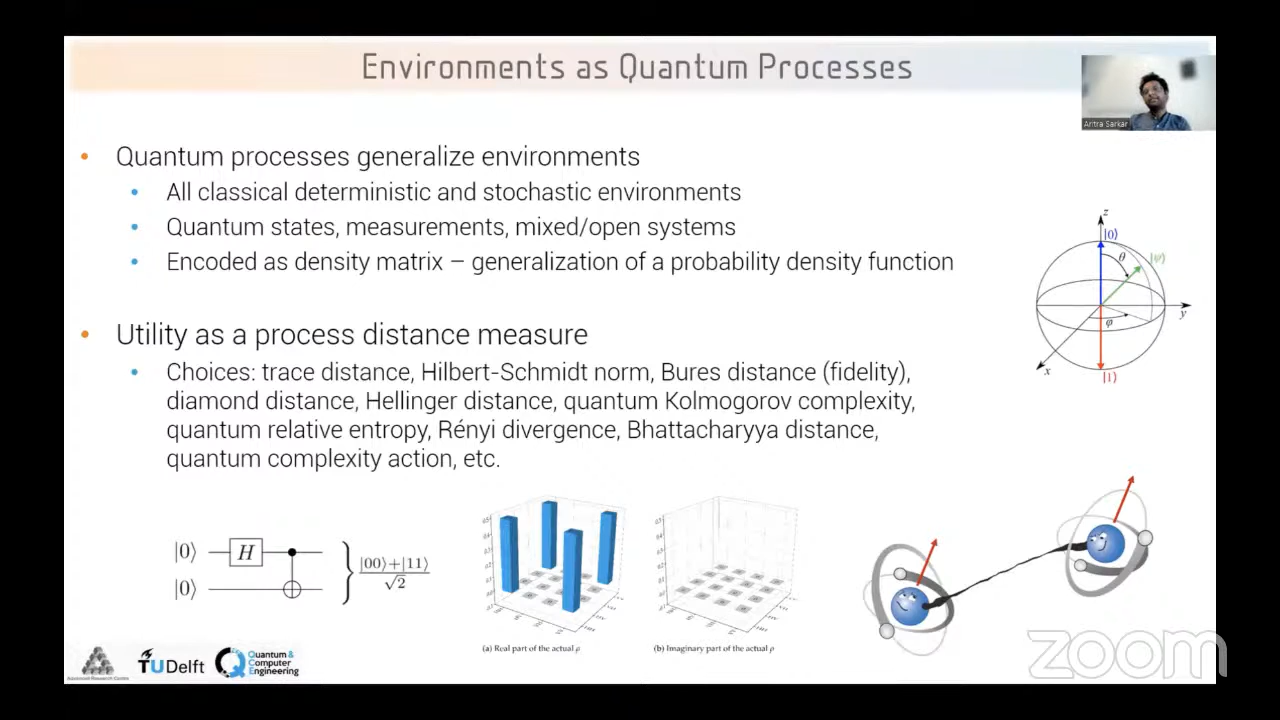 Environments as Quantum Processes
Aritra Sarkar
• Quantum processes generalize environments
• All classical deterministic and stochastic environments
• Quantum states, measurements, mixed/open systems
• Encoded as density matrix – generalization of a probability density function
z
|0⟩
θ
|ψ⟩
y
φ
x
|1⟩
• Utility as a process distance measure
• Choices: trace distance, Hilbert-Schmidt norm, Bures distance (fidelity),
diamond distance, Hellinger distance, quantum Kolmogorov complexity,
quantum relative entropy, Rényi divergence, Bhattacharyya distance,
quantum complexity action, etc.
|0⟩ H
|0⟩
|00⟩+|11⟩
√2
(a) Real part of the actual ρ
(b) Imaginary part of the actual ρ
TU Delft
Quantum &
Computer
Engineering
zoom